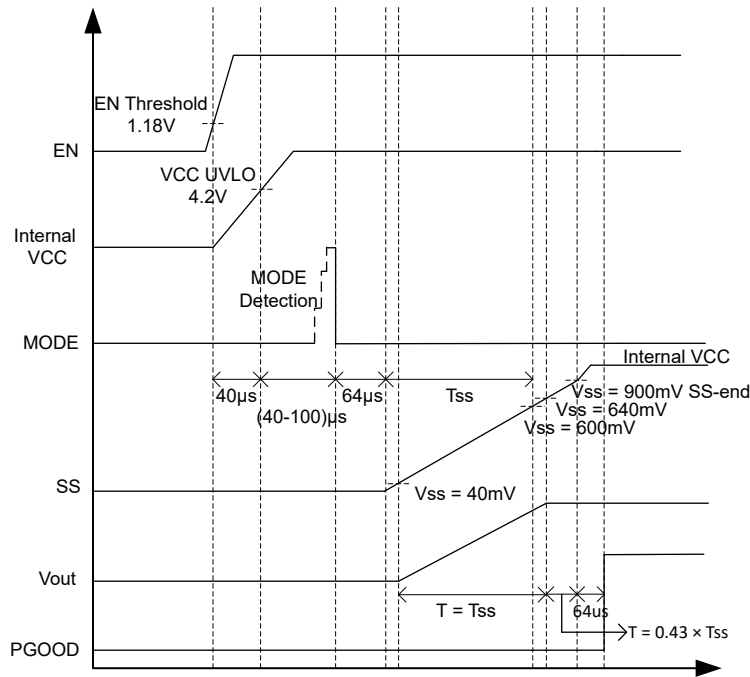 EN Threshold
1.18V
EN
VCC UVLO
4.2V
Internal
VCC
MODE
Detection
MODE
Internal VCC
40µs
64µs
Tss
(40-100)µs
Vss = 900mV SS-end
Vss = 640mV
Vss = 600mV
SS
Vss = 40mV
Vout
T = Tss
64us
T = 0.43 × Tss
PGOOD